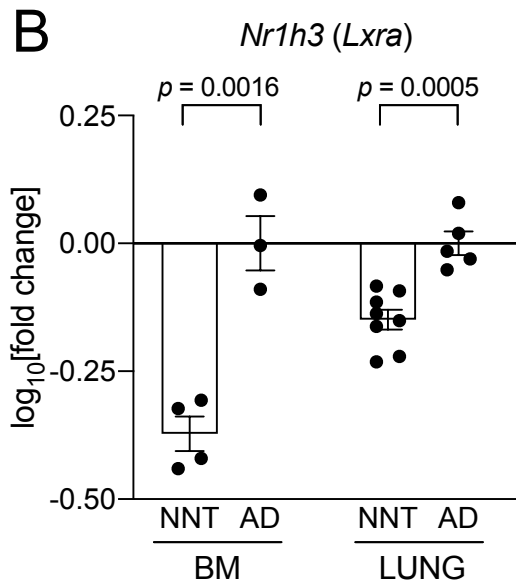 B
Nr1h3 (Lxra)
p = 0.0016
p = 0.0005
0.25
0.00
-0.25
-0.50
log10[fold change]
NNT AD NNT AD
BM LUNG